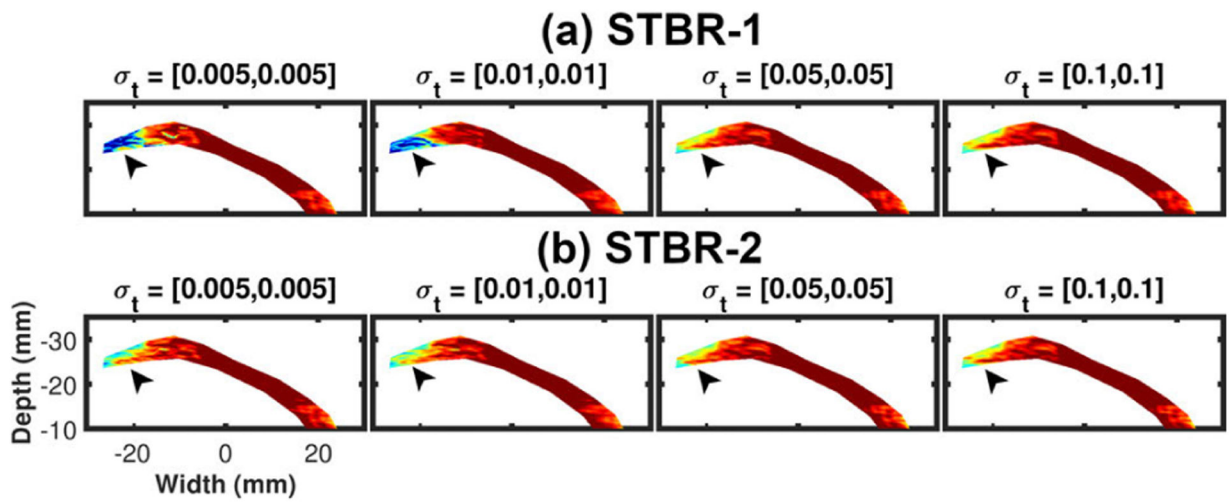 (a) STBR-1
σt = [0.005,0.005] σt = [0.01,0.01] σt = [0.05,0.05] σt = [0.1,0.1]
(b) STBR-2
σt = [0.005,0.005] σt = [0.01,0.01] σt = [0.05,0.05] σt = [0.1,0.1]
Depth (mm)
-30
-20
-10
-20 0 20
Width (mm)